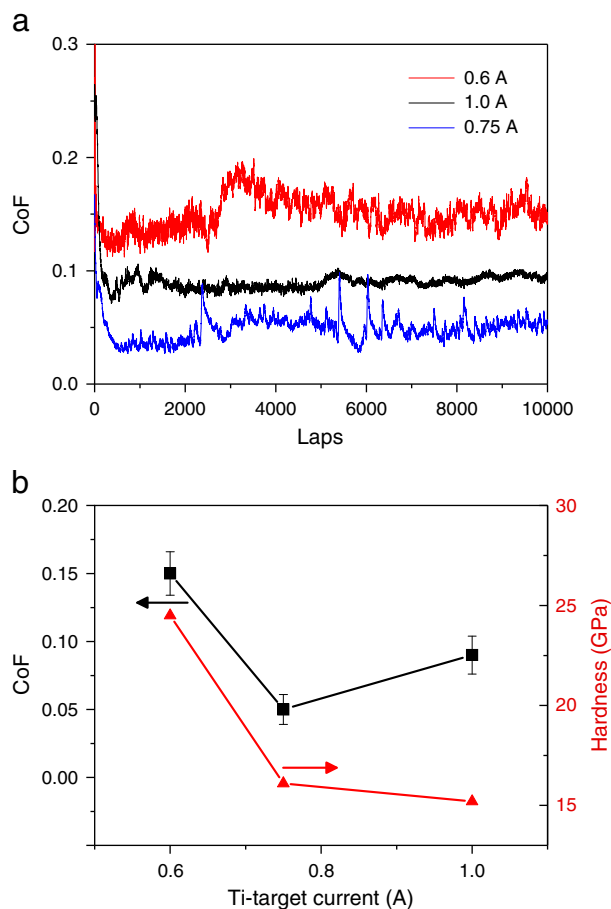 a
0.3
0.2
0.1
0.0
CoF
0.6 A
1.0 A
0.75 A
0
2000
4000
6000
8000
10000
Laps
b
0.20
0.15
0.10
0.05
0.00
CoF
30
25
20
15
Hardness (GPa)
0.6
0.8
1.0
Ti-target current (A)